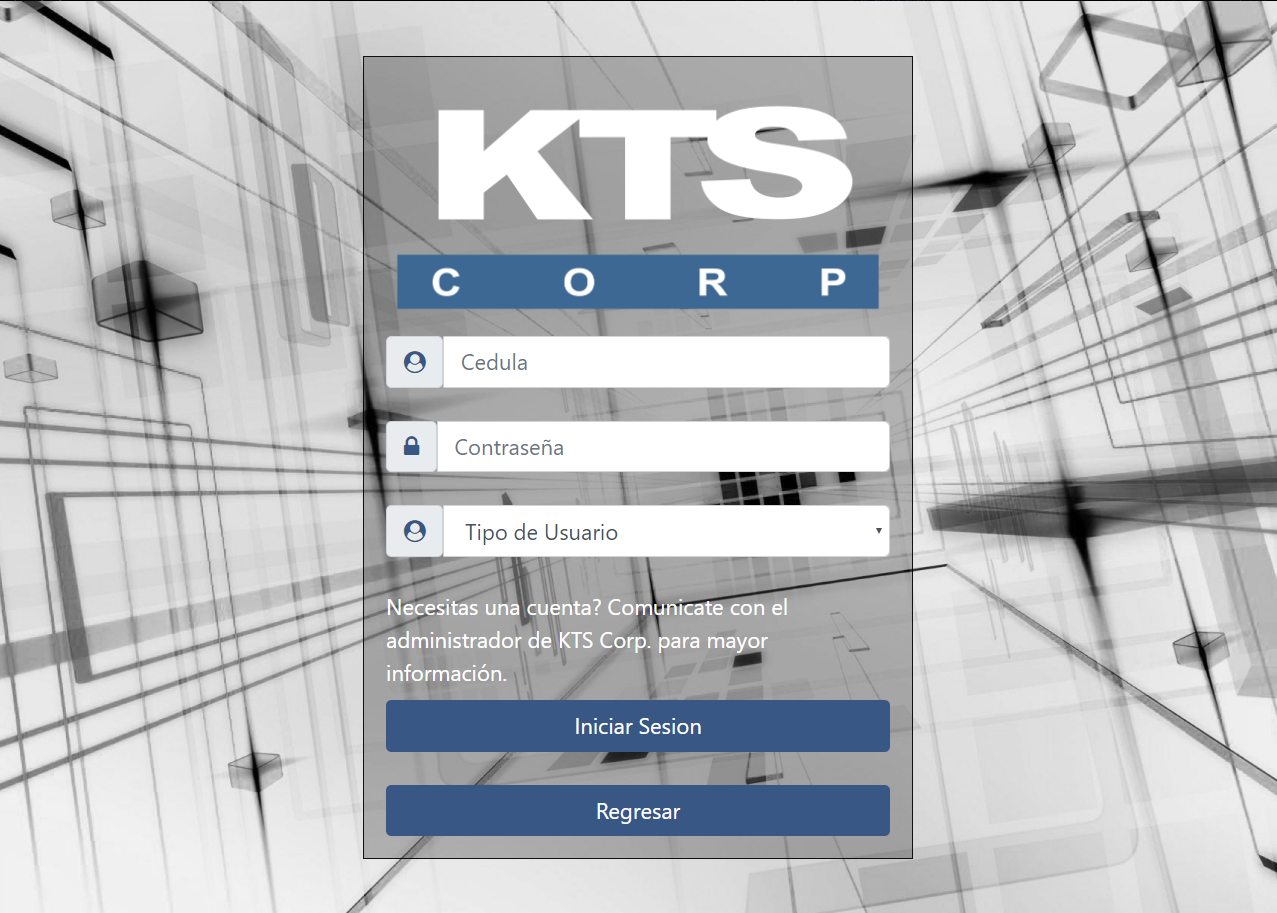 KTS
C O R P
Cedula
Contraseña
Tipo de Usuario
Necesitas una cuenta? Comunicate con el
administrador de KTS Corp. para mayor
información.
Iniciar Sesion
Regresar